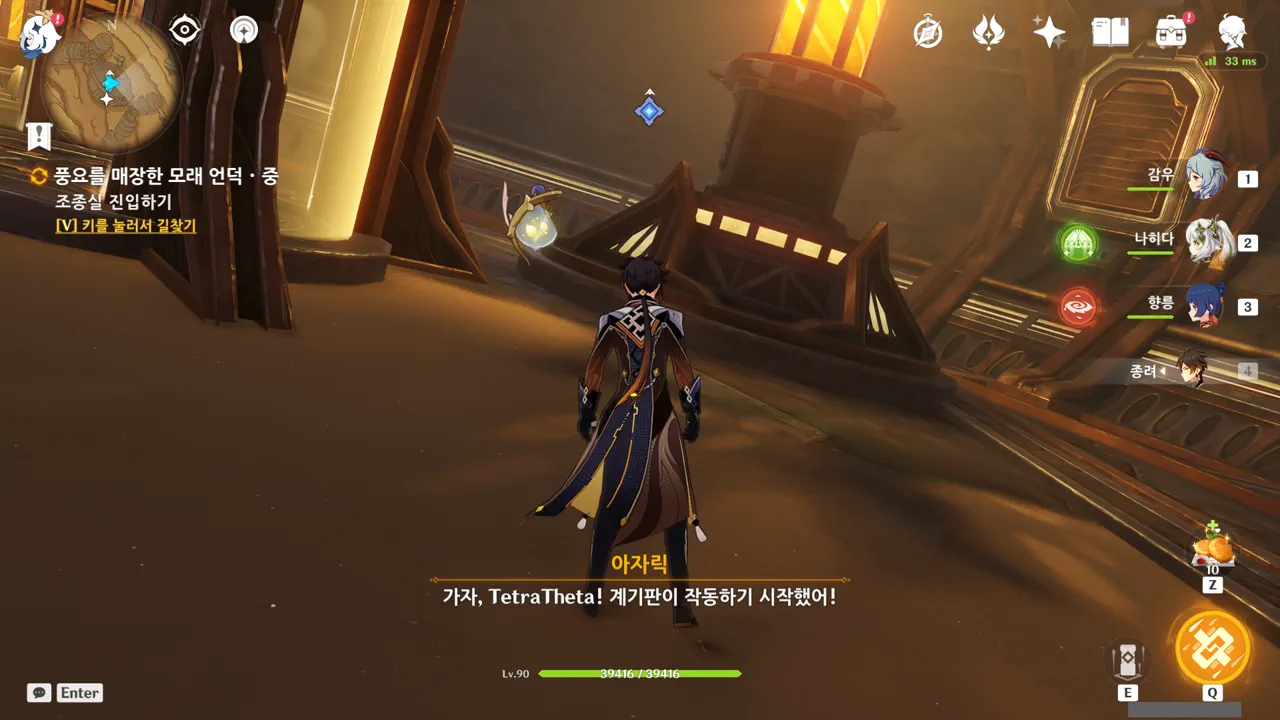 N
33 ms
풍요를 매장한 모래 언덕 · 중
조종실 진입하기
[V] 키를 눌러서 길찾기
감우 1
나히다 2
향릉 3
종려 4
아자릭
가자, TetraTheta! 계기판이 작동하기 시작했어!
10
Z
Lv.90 39416 / 39416
Enter
E
Q